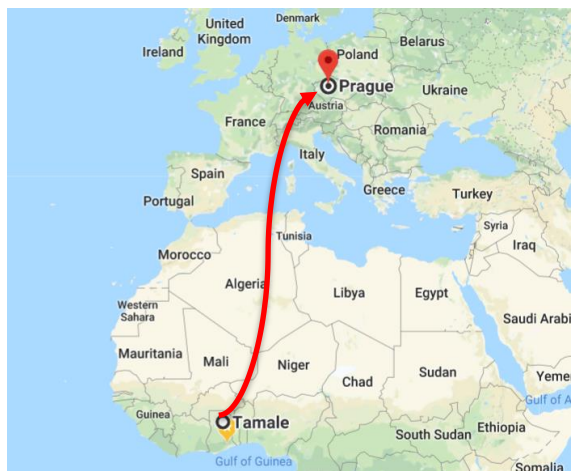 Denmark
United
Kingdom
Ireland
Poland
Belarus
Prague
Ukraine
Austria
France
Romania
Italy
Spain
Portugal
Greece
Turkey
Tunisia
Syria
Iraq
Morocco
Algeria
Libya
Egypt
Western
Sahara
Saudi Arabi
Mauritania
Mali
Niger
Chad
Sudan
Yeme
Gulf of A
Guinea
Tamale
South Sudan
Ethiopia
Gulf of Guinea
Somalia